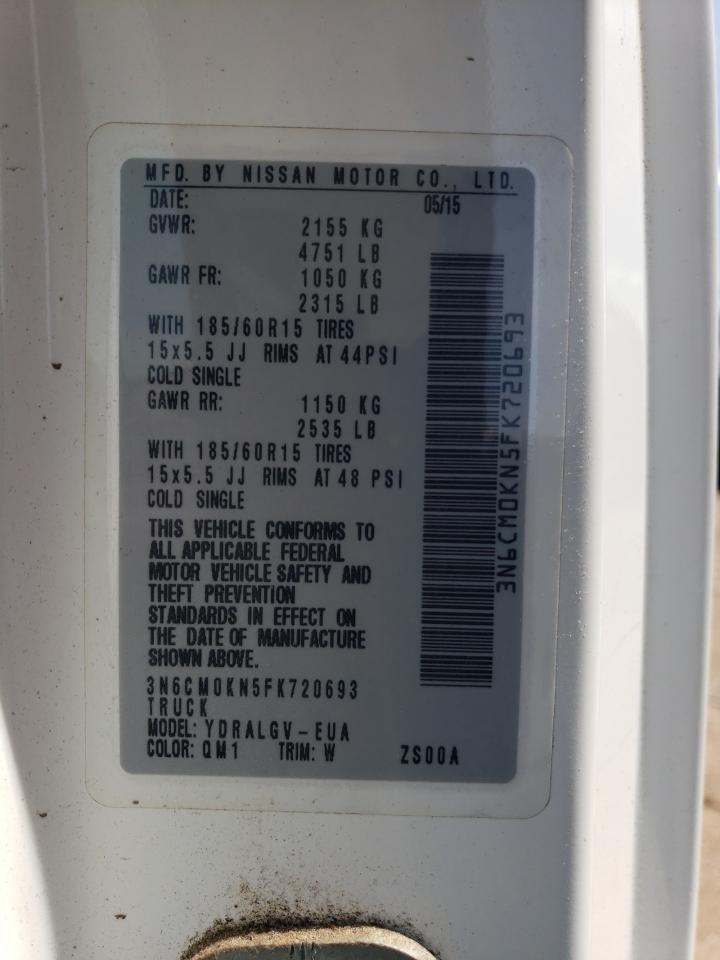 MFD. BY NISSAN MOTOR CO., LTD.
DATE: 05/15
GVWR: 2155 KG
4751 LB
GAWR FR: 1050 KG
2315 LB
WITH 185/60R15 TIRES
15x5.5 JJ RIMS AT 44PSI
COLD SINGLE
GAWR RR: 1150 KG
2535 LB
WITH 185/60R15 TIRES
15x5.5 JJ RIMS AT 48 PSI
COLD SINGLE
THIS VEHICLE CONFORMS TO
ALL APPLICABLE FEDERAL
MOTOR VEHICLE SAFETY AND
THEFT PREVENTION
STANDARDS IN EFFECT ON
THE DATE OF MANUFACTURE
SHOWN ABOVE.
3N6CM0KN5FK720693
TRUCK
MODEL: YDRALGV-EUA
COLOR: QM1 TRIM: W ZS00A
3N6CM0KN5FK720693